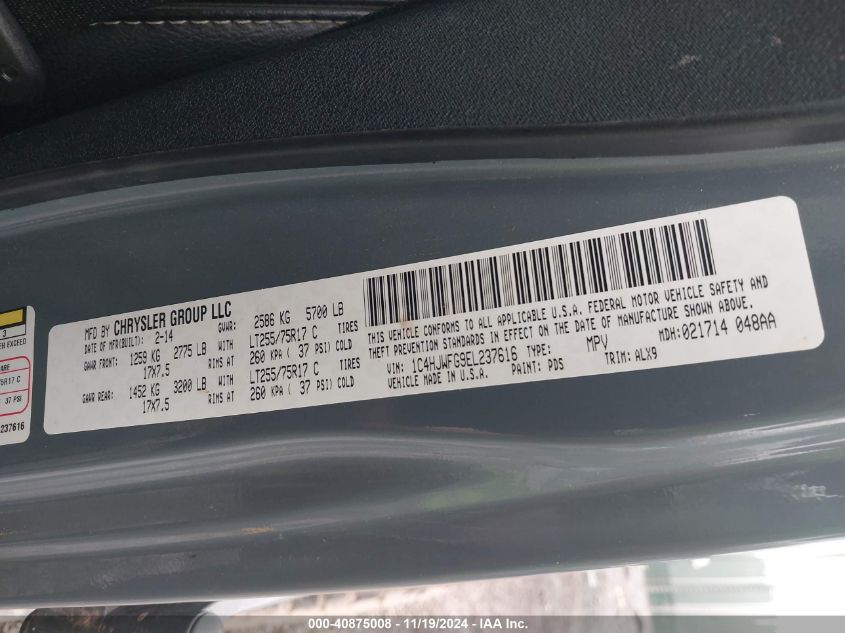 MFD BY CHRYSLER GROUP LLC
DATE OF MFR(BUILT): 2-14 GVWR: 2586 KG 5700 LB
GAWR FRONT: 1259 KG 2775 LB WITH LT255/75R17 C TIRES
17X7.5 RIMS AT 260 KPA ( 37 PSI) COLD
GAWR REAR: 1452 KG 3200 LB WITH LT255/75R17 C TIRES
17X7.5 RIMS AT 260 KPA ( 37 PSI) COLD
THIS VEHICLE CONFORMS TO ALL APPLICABLE U.S.A. FEDERAL MOTOR VEHICLE SAFETY AND
THEFT PREVENTION STANDARDS IN EFFECT ON THE DATE OF MANUFACTURE SHOWN ABOVE.
VIN: 1C4HJWFG9EL237616 TYPE: MPV MDH:021714 048AA
VEHICLE MADE IN U.S.A. PAINT: PDS TRIM: ALX9
3
EXCEED
75R17 C
37 PSI
237616
000-40875008 - 11/19/2024 - IAA Inc.